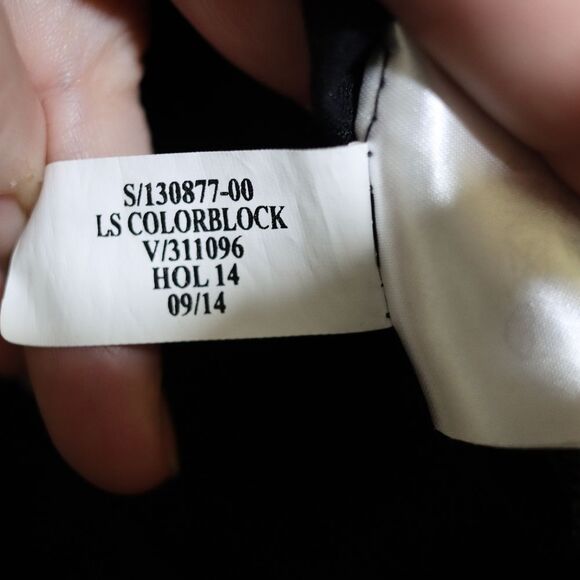 S/130877-00
LS COLORBLOCK
V/311096
HOL 14
09/14